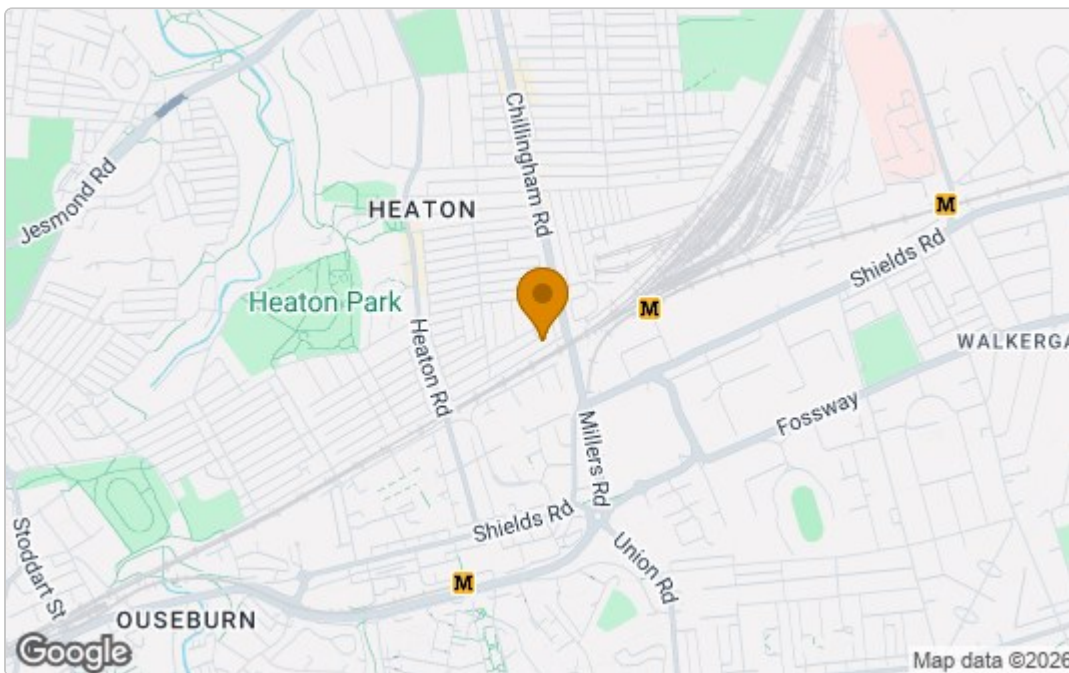 Jesmond Rd
Chillingham Rd
HEATON
M
Shields Rd
Heaton Park
M
WALKERGA
Heaton Rd
Fossway
Millers Rd
Shields Rd
Stoddart St
Union Rd
M
OUSEBURN
Google
Map data ©2026